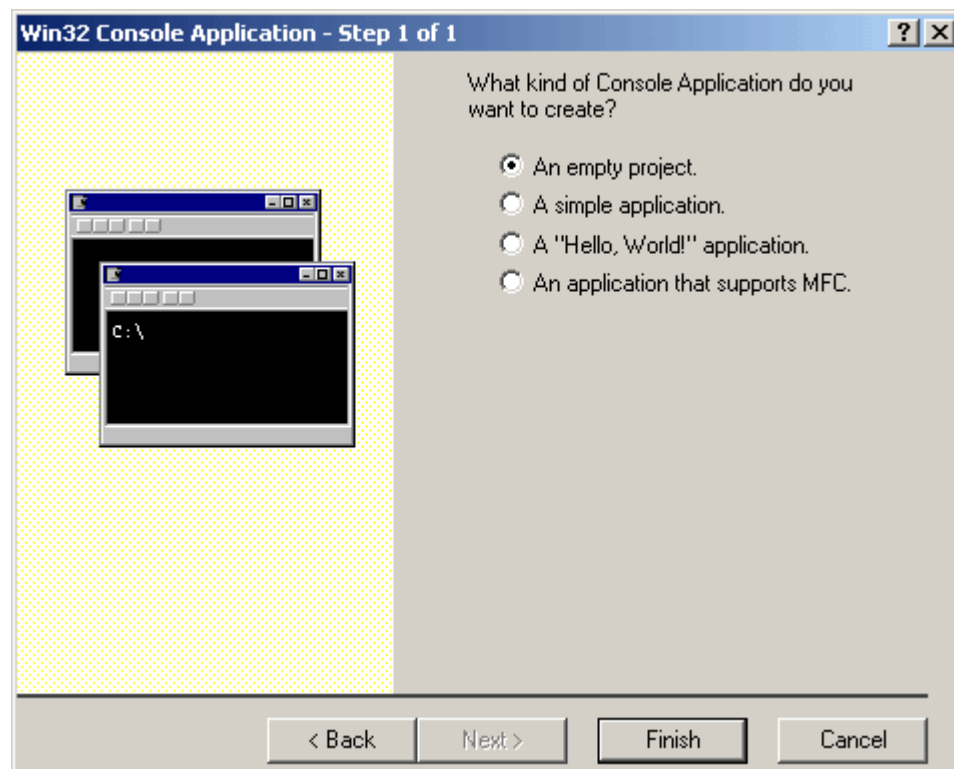 Win32 Console Application - Step 1 of 1
What kind of Console Application do you
want to create?
An empty project.
A simple application.
A "Hello, World!" application.
An application that supports MFC.
C:\
< Back
Next >
Finish
Cancel